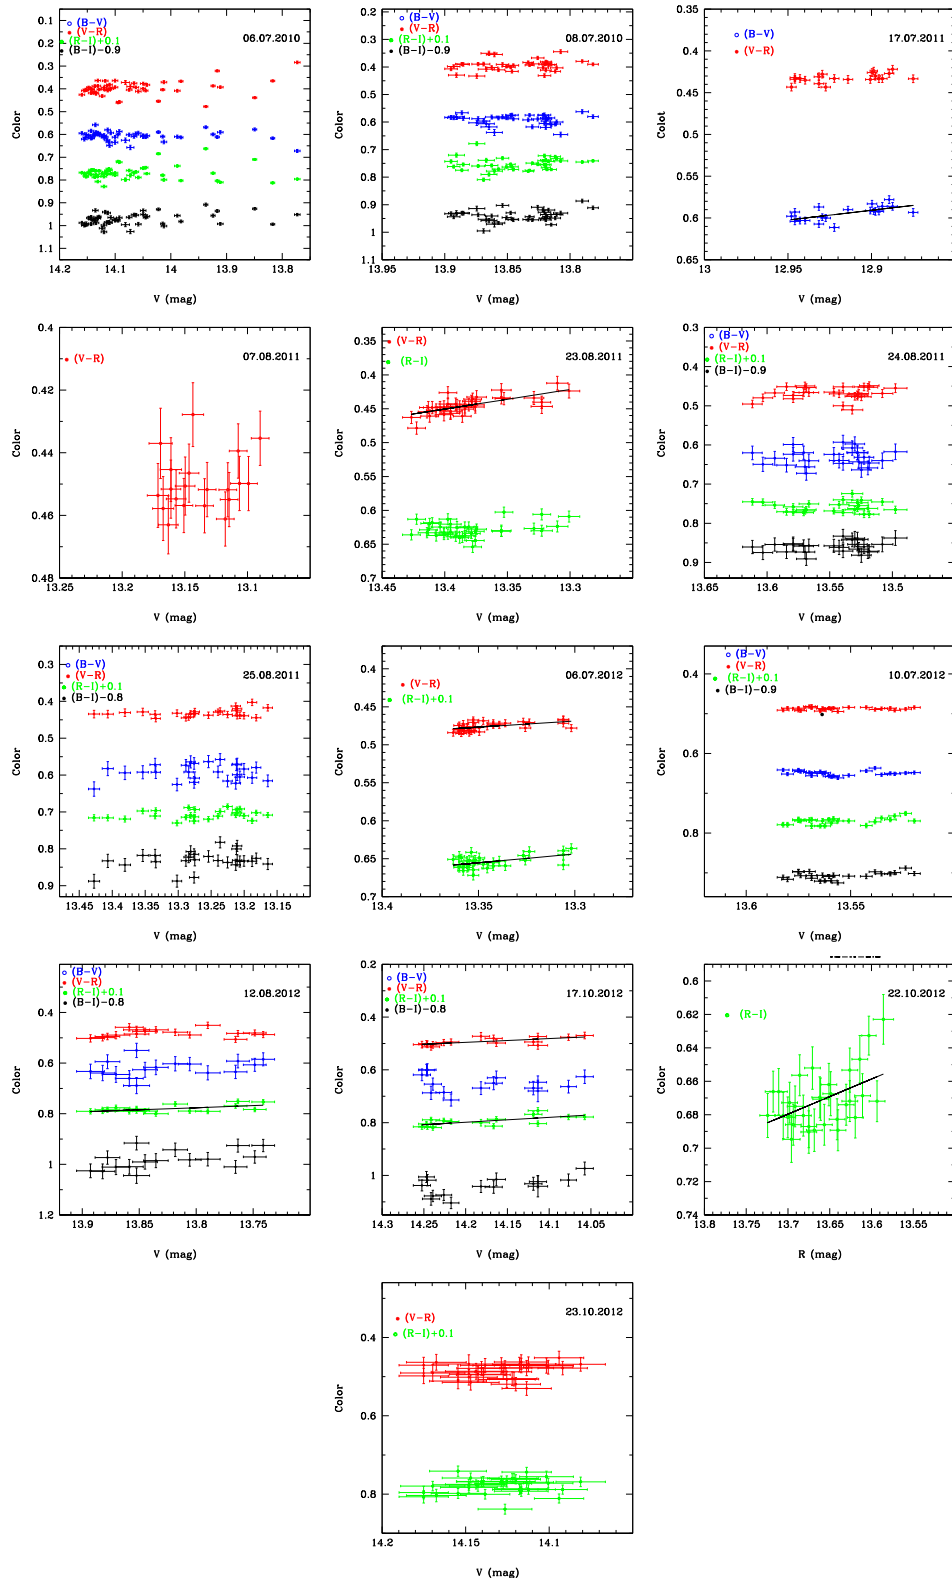 (B-V)
(V-R)
(R-I)+0.1
(B-I)-0.9
06.07.2010
0.1
0.2
0.3
0.4
0.5
0.6
0.7
0.8
0.9
1
1.1
Color
14.2 14.1 14 13.9 13.8
V (mag)
(B-V)
(V-R)
(R-I)+0.1
(B-I)-0.9
08.07.2010
0.2
0.3
0.4
0.5
0.6
0.7
0.8
0.9
1
1.1
Color
13.95 13.9 13.85 13.8
V (mag)
(B-V)
(V-R)
17.07.2011
0.35
0.4
0.45
0.5
0.55
0.6
0.65
Colot
13 12.95 12.9
V (mag)
(V-R)
07.08.2011
0.4
0.42
0.44
0.46
0.48
Color
13.25 13.2 13.15 13.1
V (mag)
(V-R)
(R-I)
23.08.2011
0.35
0.4
0.45
0.5
0.55
0.6
0.65
0.7
Color
13.45 13.4 13.35 13.3
V (mag)
(B-V)
(V-R)
(R-I)+0.1
(B-I)-0.9
24.08.2011
0.3
0.4
0.5
0.6
0.7
0.8
0.9
Color
13.65 13.6 13.55 13.5
V (mag)
(B-V)
(V-R)
(R-I)+0.1
(B-I)-0.8
25.08.2011
0.3
0.4
0.5
0.6
0.7
0.8
0.9
Color
13.45 13.4 13.35 13.3 13.25 13.2 13.15
V (mag)
(V-R)
(R-I)+0.1
06.07.2012
0.4
0.45
0.5
0.55
0.6
0.65
0.7
Color
13.4 13.35 13.3
V (mag)
(B-V)
(V-R)
(R-I)+0.1
(B-I)-0.9
10.07.2012
0.4
0.6
0.8
Color
13.6 13.55
V (mag)
(B-V)
(V-R)
(R-I)+0.1
(B-I)-0.8
12.08.2012
0.4
0.6
0.8
1
1.2
Color
13.9 13.85 13.8 13.75
V (mag)
(B-V)
(V-R)
(R-I)+0.1
(B-I)-0.8
17.10.2012
0.2
0.4
0.6
0.8
1
Color
14.3 14.25 14.2 14.15 14.1 14.05
V (mag)
(R-I)
22.10.2012
0.6
0.62
0.64
0.66
0.68
0.7
0.72
0.74
Color
13.8 13.75 13.7 13.65 13.6 13.55
R (mag)
(V-R)
(R-I)+0.1
23.10.2012
0.4
0.6
0.8
Color
14.2 14.15 14.1
V (mag)